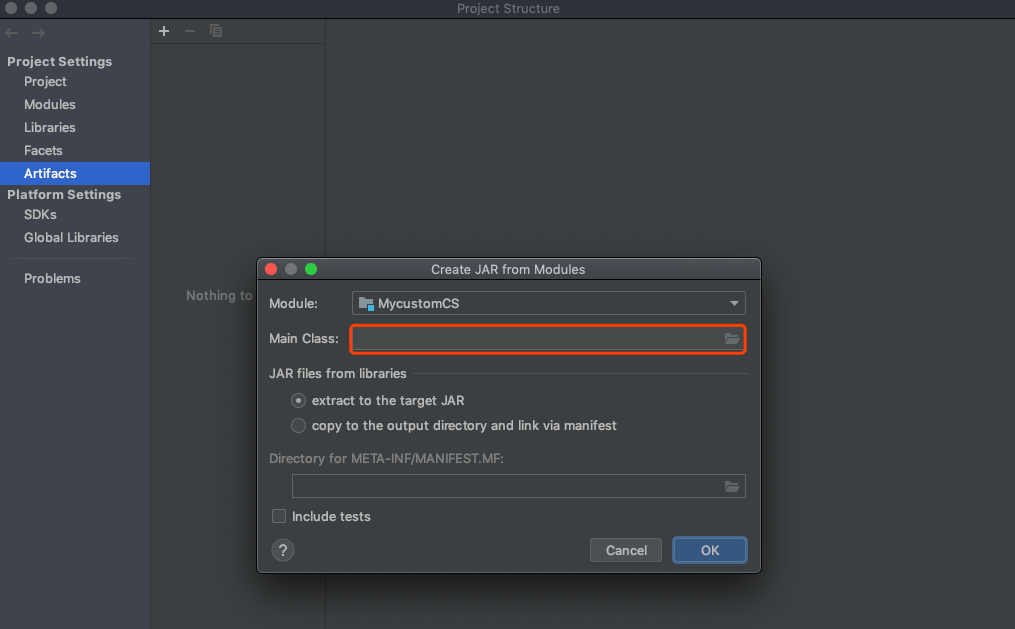 Project Structure
Project Settings
Project
Modules
Libraries
Facets
Artifacts
Platform Settings
SDKs
Global Libraries
Problems
Nothing to
Create JAR from Modules
Module: MycustomCS
Main Class:
JAR files from libraries
extract to the target JAR
copy to the output directory and link via manifest
Directory for META-INF/MANIFEST.MF:
Include tests
? Cancel OK